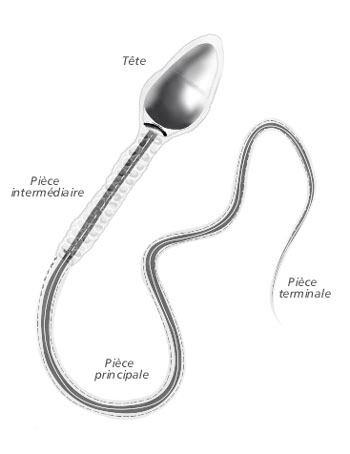 Tête
Pièce
intermédiaire
Pièce
terminale
Pièce
principale